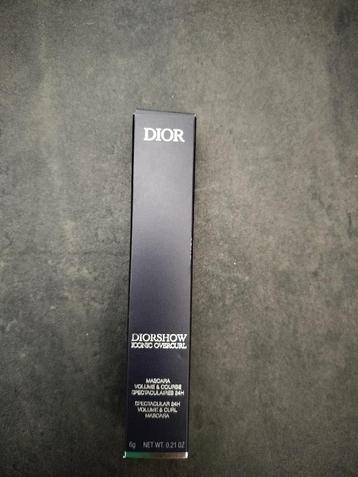 DIOR
DIORSHOW
ICONIC OVERCURL
MASCARA
VOLUME & COURBE
SPECTACULAIRES 24H
SPECTACULAR 24H
VOLUME & CURL
MASCARA
6g NET WT. 0.21 OZ